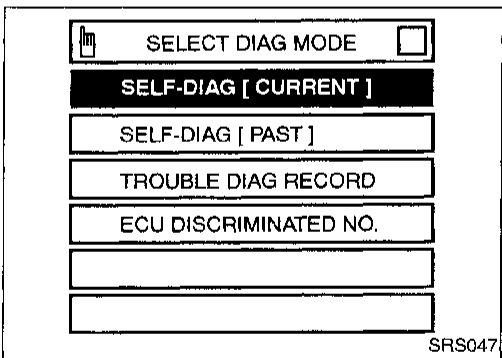 SELECT DIAG MODE
SELF-DIAG [ CURRENT ]
SELF-DIAG [ PAST ]
TROUBLE DIAG RECORD
ECU DISCRIMINATED NO.
SRS047